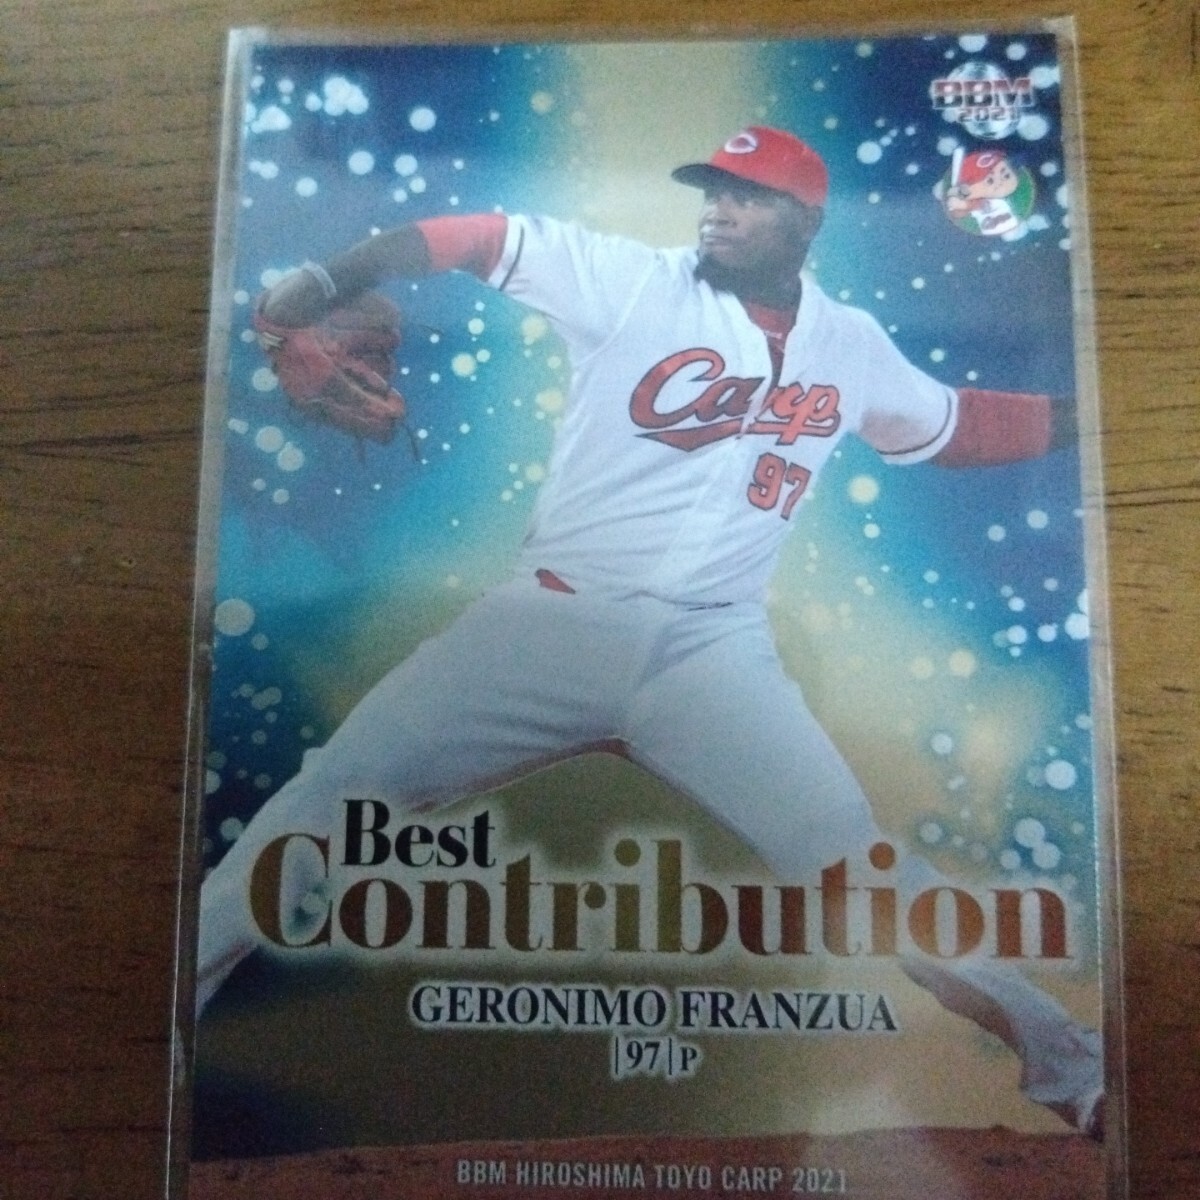 BBM
2021
Carp
97
Best
Contribution
GERONIMO FRANZUA
|97|P
BBM HIROSHIMA TOYO CARP 2021